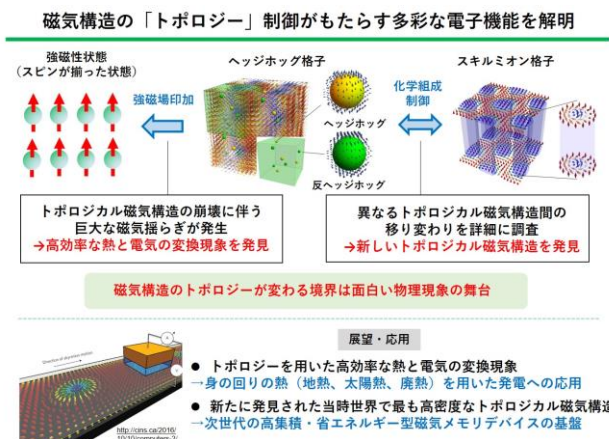 磁気構造の「トポロジー」制御がもたらす多彩な電子機能を解明
強磁性状態
(スピンが揃った状態)
強磁場印加
ヘッジホッグ格子
ヘッジホッグ
反ヘッジホッグ
化学組成
制御
スキルミオン格子
トポロジカル磁気構造の崩壊に伴う
巨大な磁気揺らぎが発生
→高効率な熱と電気の変換現象を発見
異なるトポロジカル磁気構造間の
移り変わりを詳細に調査
→新しいトポロジカル磁気構造を発見
磁気構造のトポロジーが変わる境界は面白い物理現象の舞台
展望・応用
● トポロジーを用いた高効率な熱と電気の変換現象
→身の回りの熱（地熱、太陽熱、廃熱）を用いた発電への応用
● 新たに発見された当時世界で最も高密度なトポロジカル磁気構造
→次世代の高集積・省エネルギー型磁気メモリデバイスの基盤
Direction of skyrmion motion
http://cins.ca/2016/